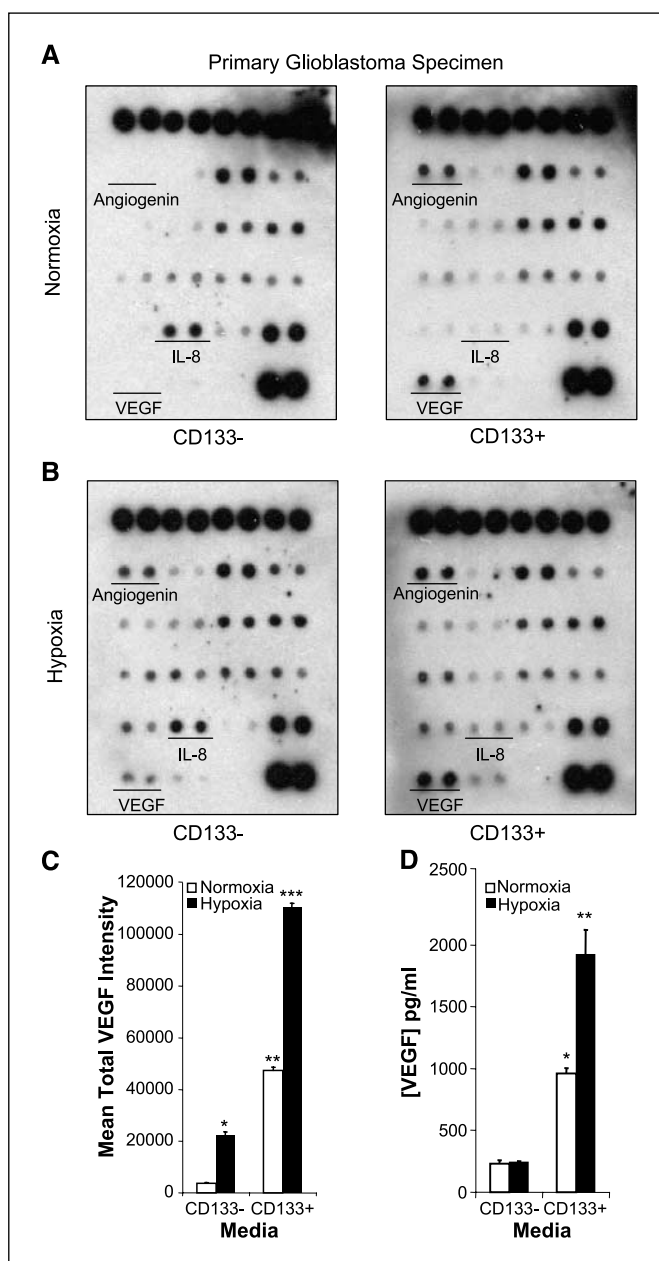 A
Primary Glioblastoma Specimen
Normoxia
Angiogenin
IL-8
VEGF
CD133-
Angiogenin
IL-8
VEGF
CD133+
B
Hypoxia
Angiogenin
IL-8
VEGF
CD133-
Angiogenin
IL-8
VEGF
CD133+
C
Mean Total VEGF Intensity
120000
100000
80000
60000
40000
20000
0
Normoxia
Hypoxia
*
**
***
CD133- CD133+
Media
D
[VEGF] pg/ml
2500
2000
1500
1000
500
0
Normoxia
Hypoxia
*
**
CD133- CD133+
Media